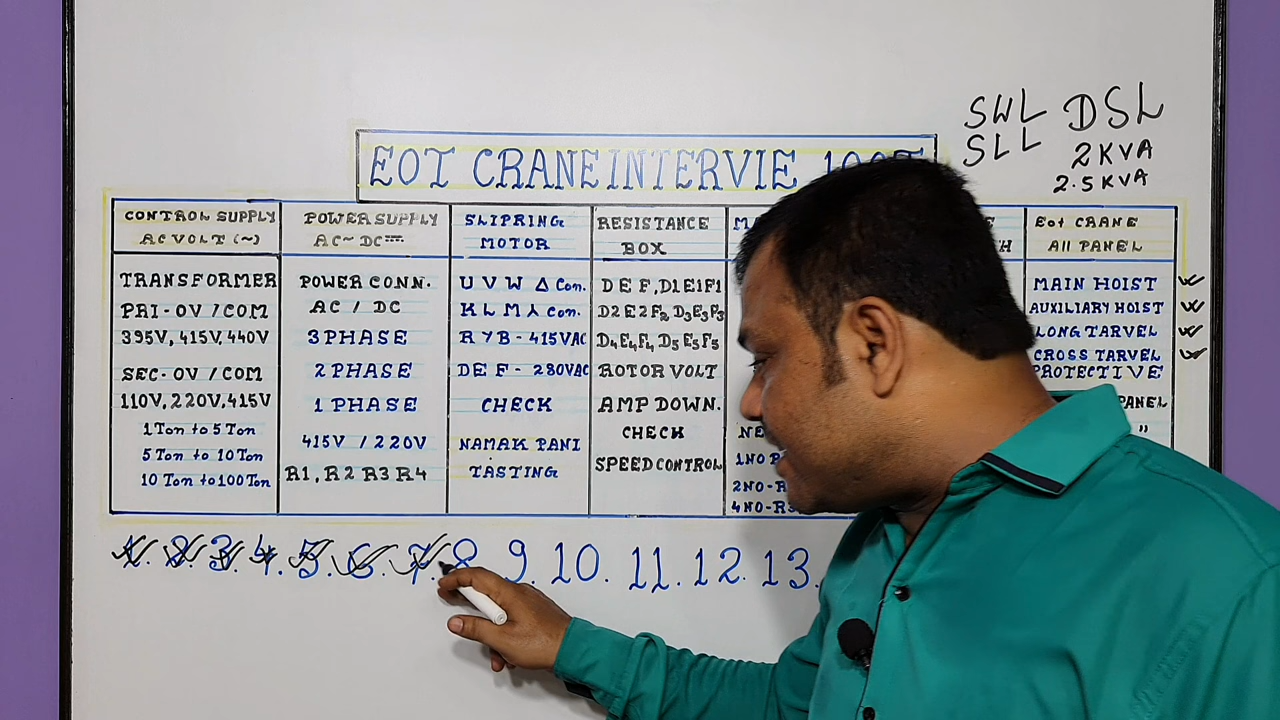 SWL DSL
SLL
2 KVA
2.5 KVA
EOT CRANE INTERVIE
CONTROL SUPPLY
AC VOLT (~)
TRANSFORMER
PRI-0V/COM
395V, 415V, 440V
SEC-0V/COM
110V, 220V, 415V
1 Ton to 5 Ton
5 Ton to 10 Ton
10 Ton to 100 Ton
POWER SUPPLY
AC~ DC⎓
POWER CONN.
AC / DC
3 PHASE
2 PHASE
1 PHASE
415V / 220V
R1, R2 R3 R4
SLIPRING
MOTOR
U V W Δ Con.
K L M ⅄ Con.
R Y B - 415VAC
D E F - 280VAC
CHECK
NAMAK PANI
TASTING
RESISTANCE
BOX
D E F, D1 E1 F1
D2 E2 F2 D3 E3 F3
D4 E4 F4 D5 E5 F5
ROTOR VOLT
AMP DOWN.
CHECK
SPEED CONTROL
Eot CRANE
All PANEL
MAIN HOIST
AUXILIARY HOIST
LONG TARVEL
CROSS TARVEL
PROTECTIVE
PANEL
"
1. 2. 3. 4. 5. 6. 7. 8 9. 10. 11. 12. 13.